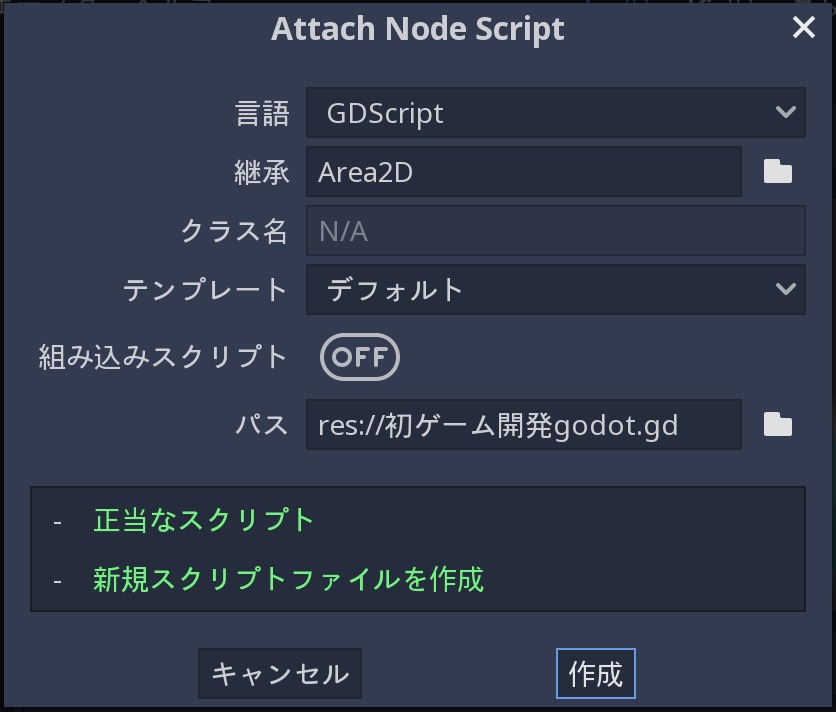 Attach Node Script
言語 GDScript
継承 Area2D
クラス名 N/A
テンプレート デフォルト
組み込みスクリプト OFF
パス res://初ゲーム開発godot.gd
- 正当なスクリプト
- 新規スクリプトファイルを作成
キャンセル 作成